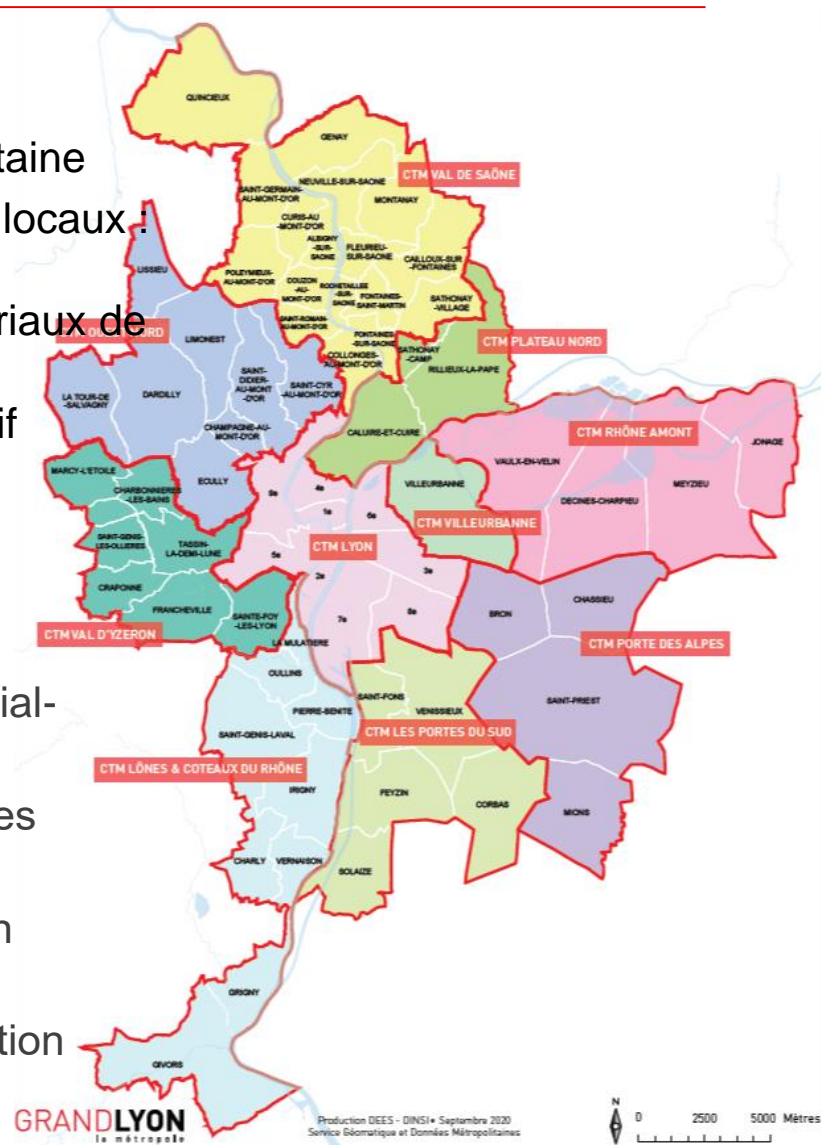 taine
locaux :
riaux de
if
ial-
es
n
tion
QUINCIEUX
GENAY
NEUVILLE-SUR-SAONE
CTM VAL DE SAÔNE
SAINT-GERMAIN-
AU-MONT-D'OR
MONTANAY
CURIS-AU
-MONT-D'OR
ALBIGNY
-SUR-
SAONE
FLEURIEU-
SUR-SAONE
CAILLOUX-SUR
-FONTAINES
POLEYMIEUX-
AU-MONT-D'OR
COUZON
-AU-
MONT-D'OR
ROCHETAILLEE
-SUR-
SAONE
FONTAINES-
SAINT-MARTIN
SATHONAY
-VILLAGE
SAINT-ROMAIN-
AU-MONT-D'OR
FONTAINES
-SUR-SAONE
COLLONGES-
AU-MONT-D'OR
SATHONAY
-CAMP
CTM PLATEAU NORD
RILLIEUX-LA-PAPE
CALUIRE-ET-CUIRE
LISSIEU
LIMONEST
LA TOUR-DE
-SALVAGNY
DARDILLY
SAINT-
DIDIER-
AU-MONT
D'OR
SAINT-CYR
-AU-MONT-D'OR
CHAMPAGNE-AU-
MONT-D'OR
ECULLY
CTM RHÔNE AMONT
VAULX-EN-VELIN
JONAGE
MEYZIEU
DECINES-CHARPIEU
VILLEURBANNE
CTM VILLEURBANNE
MARCY-L'ETOILE
CHARBONNIERES
-LES-BAINS
SAINT-GENIS-
LES-OLLIERES
TASSIN-
LA-DEMI-LUNE
CRAPONNE
FRANCHEVILLE
SAINTE-FOY
-LES-LYON
CTM VAL D'YZERON
9e
4e
1e
6e
CTM LYON
5e
2e
3e
7e
8e
BRON
CHASSIEU
CTM PORTE DES ALPES
SAINT-PRIEST
MIONS
LA MULATIERE
OULLINS
PIERRE-BENITE
SAINT-GENIS-LAVAL
CTM LÔNES & COTEAUX DU RHÔNE
IRIGNY
CHARLY
VERNAISON
SAINT-FONS
VENISSIEUX
CTM LES PORTES DU SUD
FEYZIN
CORBAS
SOLAIZE
GRIGNY
GIVORS
GRANDLYON
la métropole
Production DEES - DINSI • Septembre 2020
Service Géomatique et Données Métropolitaines
N
0 2500 5000 Mètres